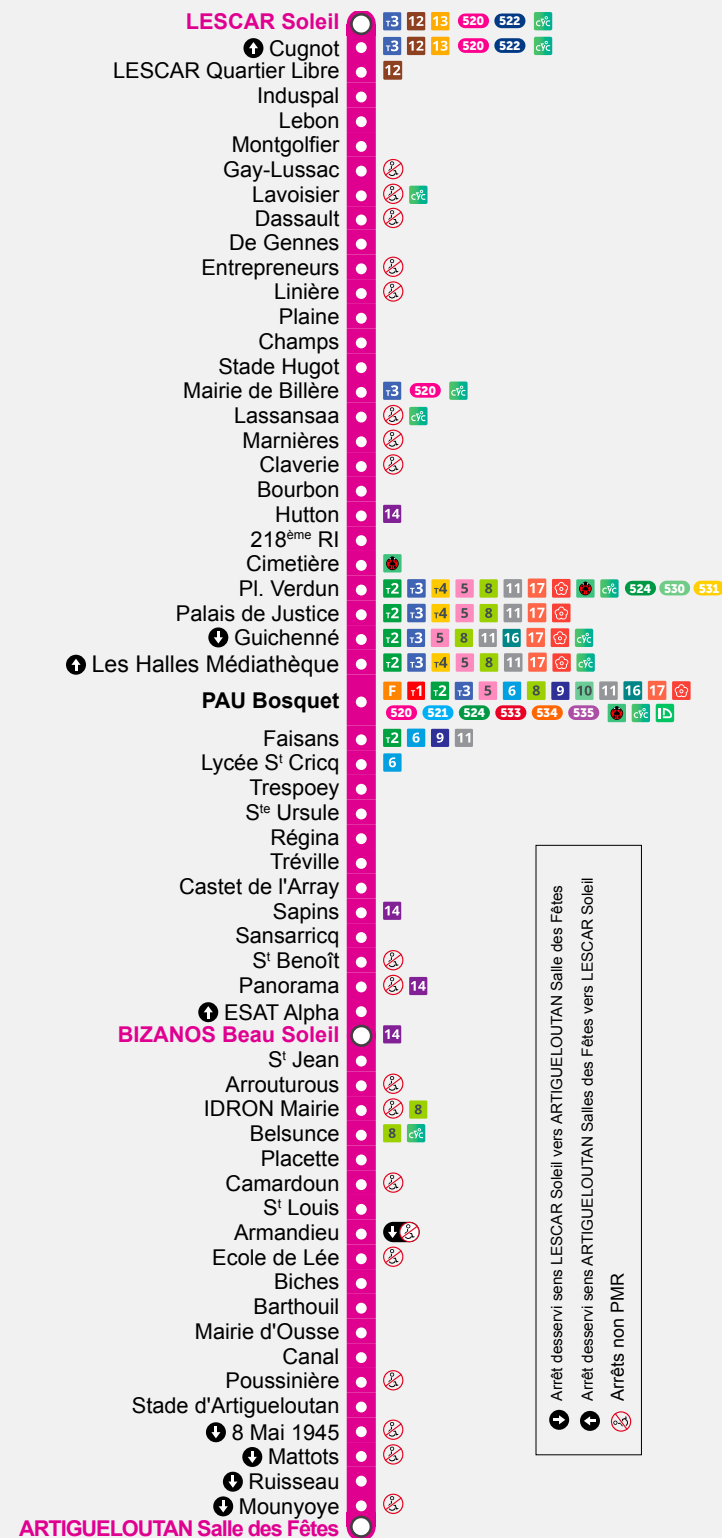 LESCAR Soleil T3 12 13 520 522 cyc
Cugnot T3 12 13 520 522 cyc
LESCAR Quartier Libre 12
Induspal
Lebon
Montgolfier
Gay-Lussac
Lavoisier
Dassault
De Gennes
Entrepreneurs
Linière
Plaine
Champs
Stade Hugot
Mairie de Billère T3 520
Lassansaa
Marnières
Claverie
Bourbon
Hutton 14
218ème RI
Cimetière
Pl. Verdun T2 T3 T4 5 8 11 17 524 530 531
Palais de Justice T2 T3 T4 5 8 11 17
Guichenné T2 T3 5 8 11 16 17
Les Halles Médiathèque T2 T3 T4 5 8 11 17
PAU Bosquet F T1 T2 T3 5 6 8 9 10 11 16 17
520 521 524 533 534 535
Faisans T2 6 9 11
Lycée St Cricq 6
Trespoey
Ste Ursule
Régina
Tréville
Castet de l'Array
Sapins 14
Sansarricq
St Benoît
Panorama 14
ESAT Alpha
BIZANOS Beau Soleil 14
St Jean
Arrouturous
IDRON Mairie 8
Belsunce 8
Placette
Camardoun
St Louis
Armandieu
Ecole de Lée
Biches
Barthouil
Mairie d'Ousse
Canal
Poussinière
Stade d'Artigueloutan
8 Mai 1945
Mattots
Ruisseau
Mounyoye
ARTIGUELOUTAN Salle des Fêtes
Arrêt desservi sens LESCAR Soleil vers ARTIGUELOUTAN Salle des Fêtes
Arrêt desservi sens ARTIGUELOUTAN Salles des Fêtes vers LESCAR Soleil
Arrêts non PMR